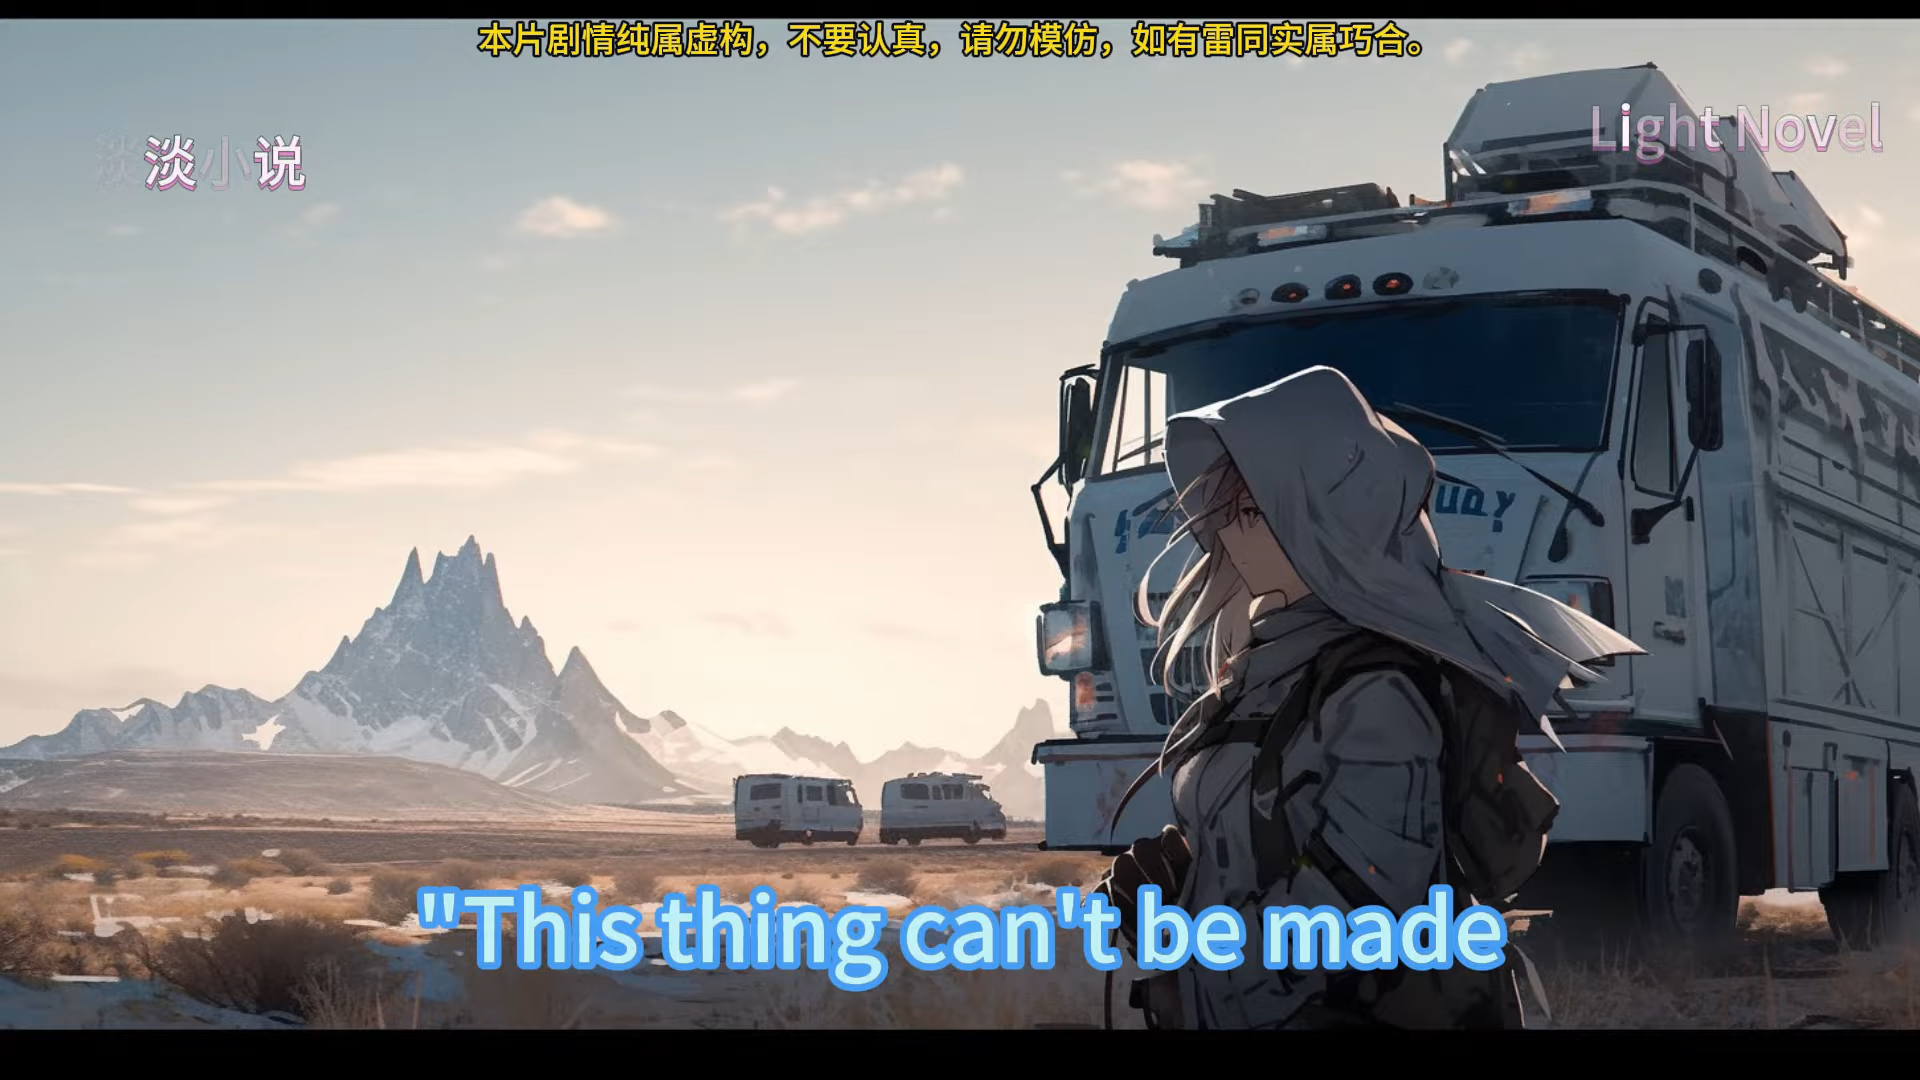 本片剧情纯属虚构，不要认真，请勿模仿，如有雷同实属巧合。
淡淡小说
Light Novel
"This thing can't be made